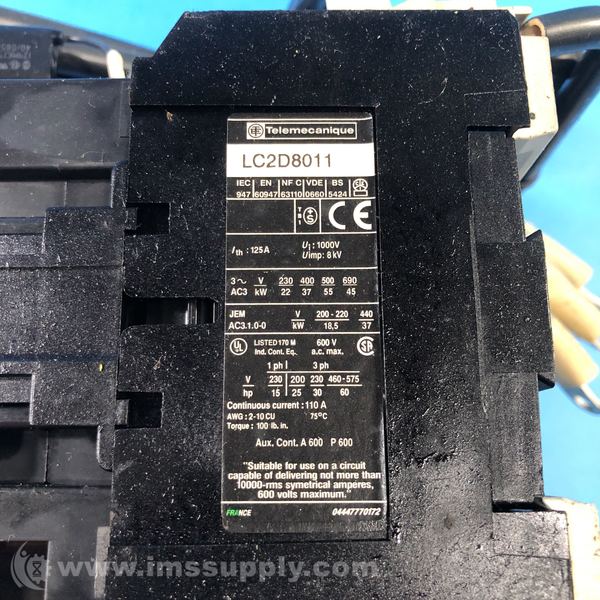 Telemecanique
LC2D8011
IEC EN NF C VDE BS
947 60947 63110 0660 5424
CE
Ith : 125 A Ui : 1000V
Uimp: 8 kV
3~ V 230 400 500 690
AC3 kW 22 37 55 45
JEM V 200 - 220 440
AC3.1.0-0 kW 18,5 37
UL LISTED 170 M 600 V SA
Ind. Cont. Eq. a.c. max.
1 ph 3 ph
V 230 200 230 460-575
hp 15 25 30 60
Continuous current : 110 A
AWG : 2-10 CU 75°C
Torque : 100 lb. in.
Aux. Cont. A 600 P 600
"Suitable for use on a circuit
capable of delivering not more than
10000-rms symetrical amperes,
600 volts maximum."
FRANCE 04447770172
www.imssupply.com